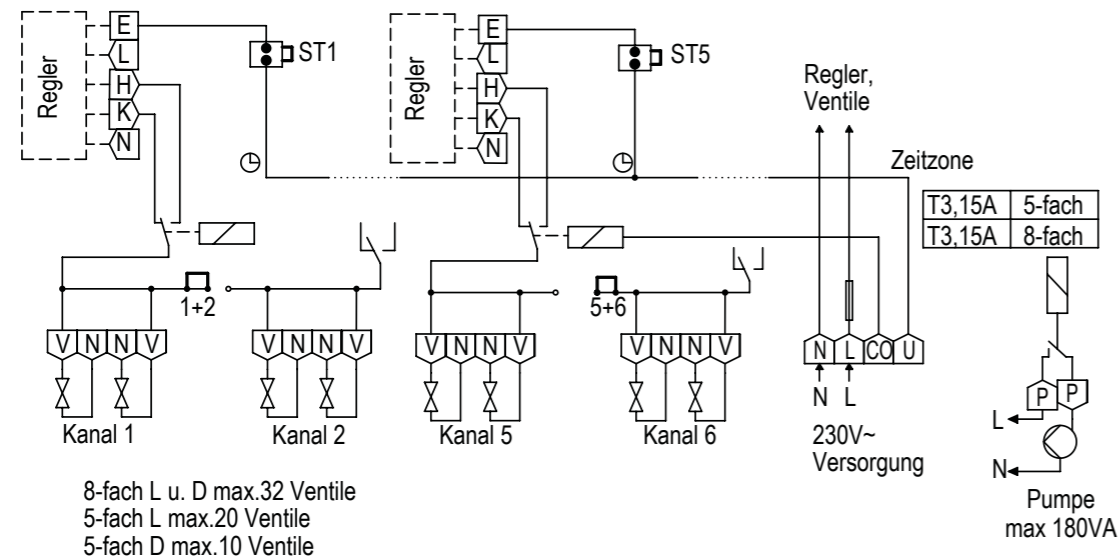 Regler
E
L
H
K
N
ST1
Regler
E
L
H
K
N
ST5
Regler,
Ventile
Zeitzone
T3,15A 5-fach
T3,15A 8-fach
1+2
5+6
V N N V
V N N V
V N N V
V N N V
N L CO U
N L
P P
L
N
Kanal 1
Kanal 2
Kanal 5
Kanal 6
230V~
Versorgung
Pumpe
max 180VA
8-fach L u. D max.32 Ventile
5-fach L max.20 Ventile
5-fach D max.10 Ventile